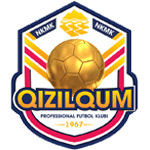 NKMK NKMK
QIZILQUM
PROFESSIONAL FUTBOL KLUBI
-1967-